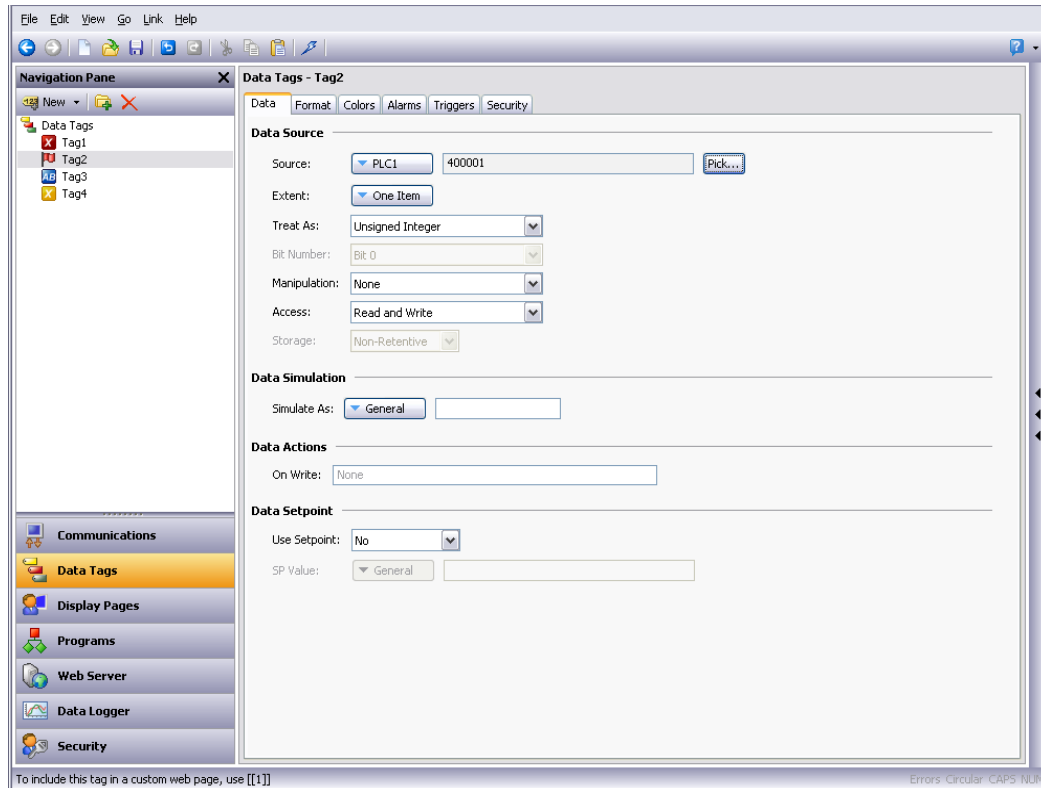 File Edit View Go Link Help
Navigation Pane X
New
Data Tags
Tag1
Tag2
Tag3
Tag4
Communications
Data Tags
Display Pages
Programs
Web Server
Data Logger
Security
Data Tags - Tag2
Data Format Colors Alarms Triggers Security
Data Source
Source: PLC1 400001 Pick...
Extent: One Item
Treat As: Unsigned Integer
Bit Number: Bit 0
Manipulation: None
Access: Read and Write
Storage: Non-Retentive
Data Simulation
Simulate As: General
Data Actions
On Write: None
Data Setpoint
Use Setpoint: No
SP Value: General
To include this tag in a custom web page, use [[1]]
Errors Circular CAPS NUM